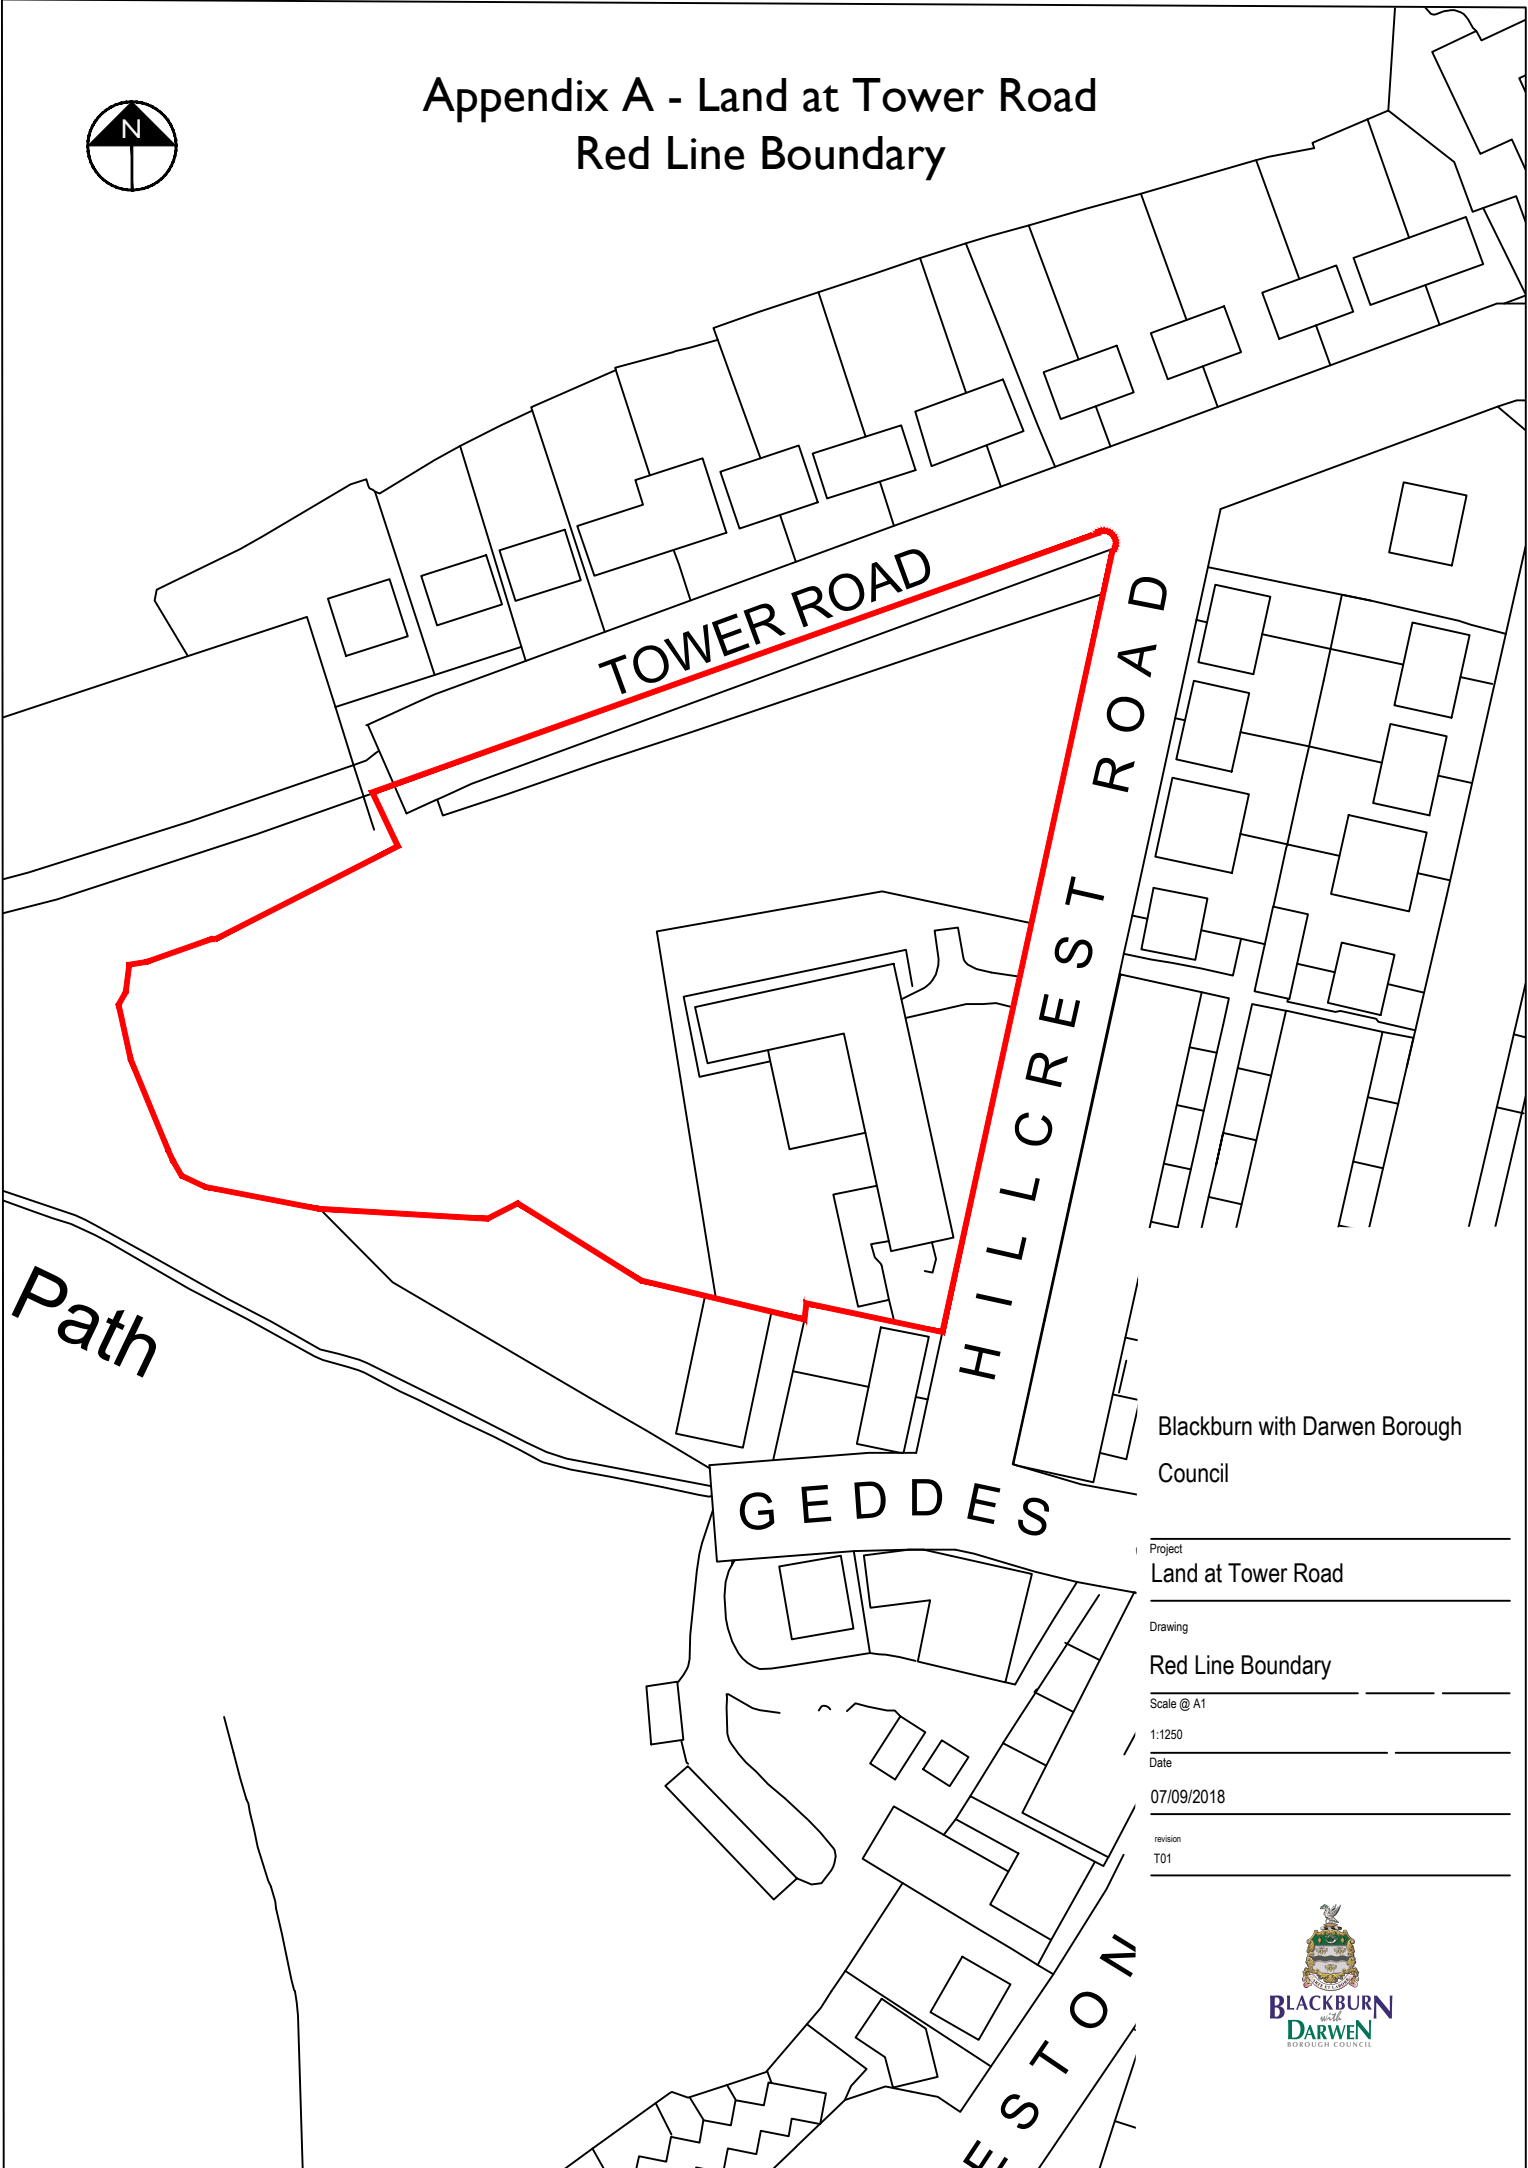 Appendix A - Land at Tower Road
Red Line Boundary
N
TOWER ROAD
HILLCREST ROAD
Path
GEDDES
ESTON
Blackburn with Darwen Borough
Council
Project
Land at Tower Road
Drawing
Red Line Boundary
Scale @ A1
1:1250
Date
07/09/2018
revision
T01
BLACKBURN
with
DARWEN
BOROUGH COUNCIL